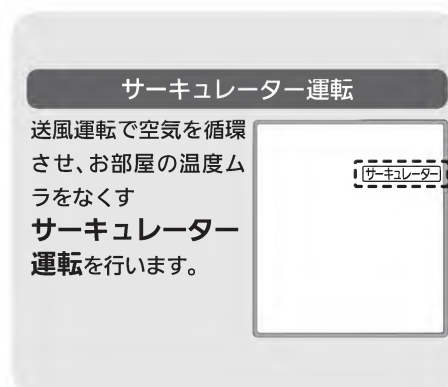 サーキュレーター運転
送風運転で空気を循環
させ、お部屋の温度ム
ラをなくす
サーキュレーター
運転を行います。
サーキュレーター